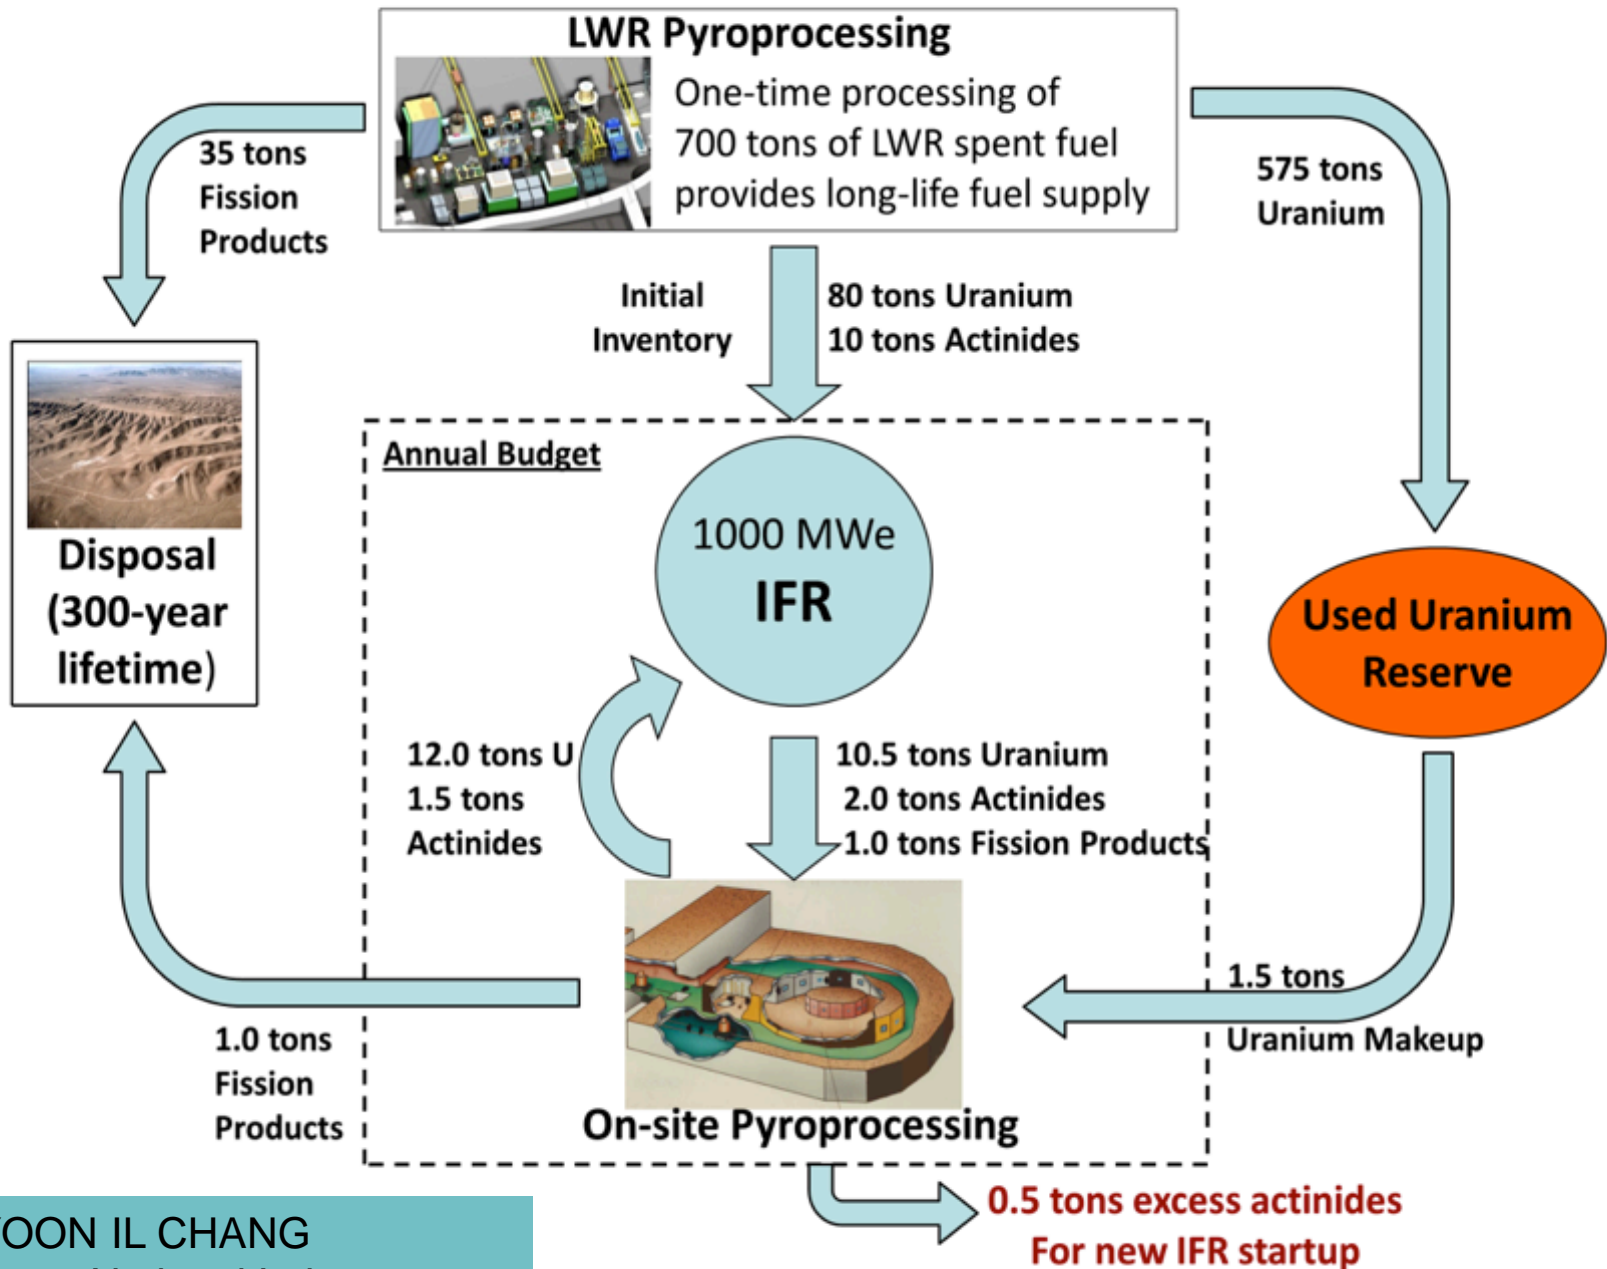 LWR Pyroprocessing
One-time processing of
700 tons of LWR spent fuel
provides long-life fuel supply
35 tons
Fission
Products
575 tons
Uranium
Initial
Inventory
80 tons Uranium
10 tons Actinides
Annual Budget
1000 MWe
IFR
Disposal
(300-year
lifetime)
Used Uranium
Reserve
12.0 tons U
1.5 tons
Actinides
10.5 tons Uranium
2.0 tons Actinides
1.0 tons Fission Products
1.5 tons
Uranium Makeup
1.0 tons
Fission
Products
On-site Pyroprocessing
0.5 tons excess actinides
For new IFR startup
YOON IL CHANG